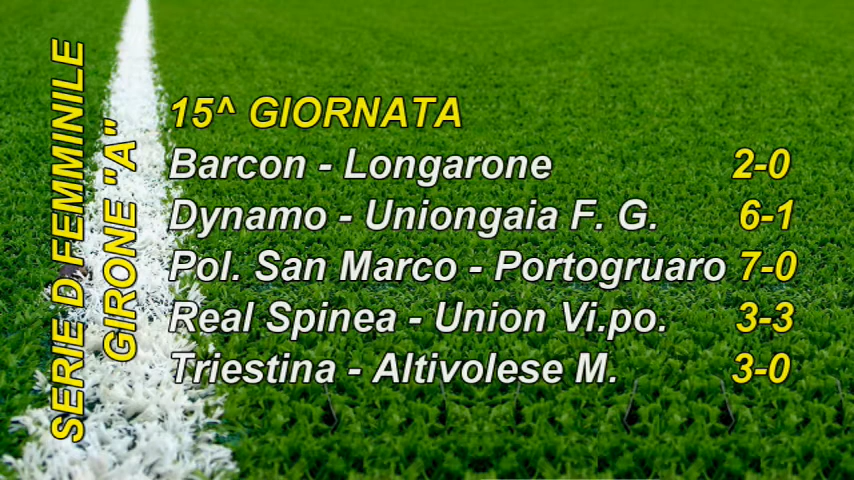 SERIE D FEMMINILE
GIRONE "A"
15^ GIORNATA
Barcon - Longarone 2-0
Dynamo - Uniongaia F. G. 6-1
Pol. San Marco - Portogruaro 7-0
Real Spinea - Union Vi.po. 3-3
Triestina - Altivolese M. 3-0